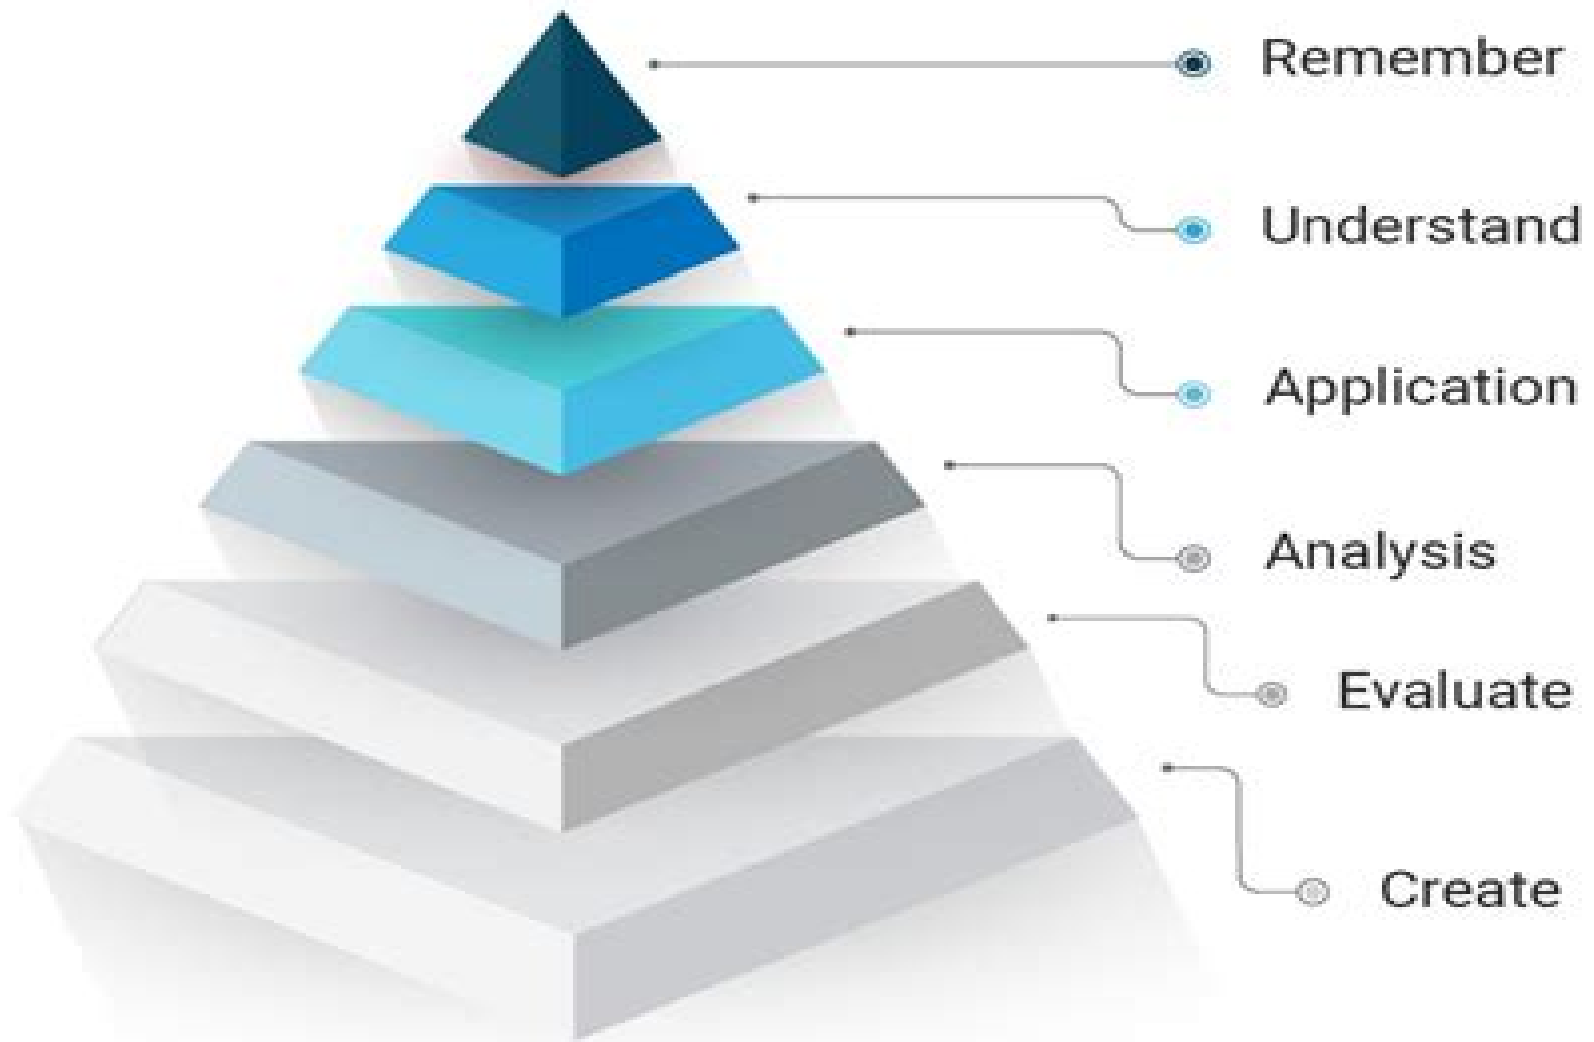 Remember
Understand
Application
Analysis
Evaluate
Create